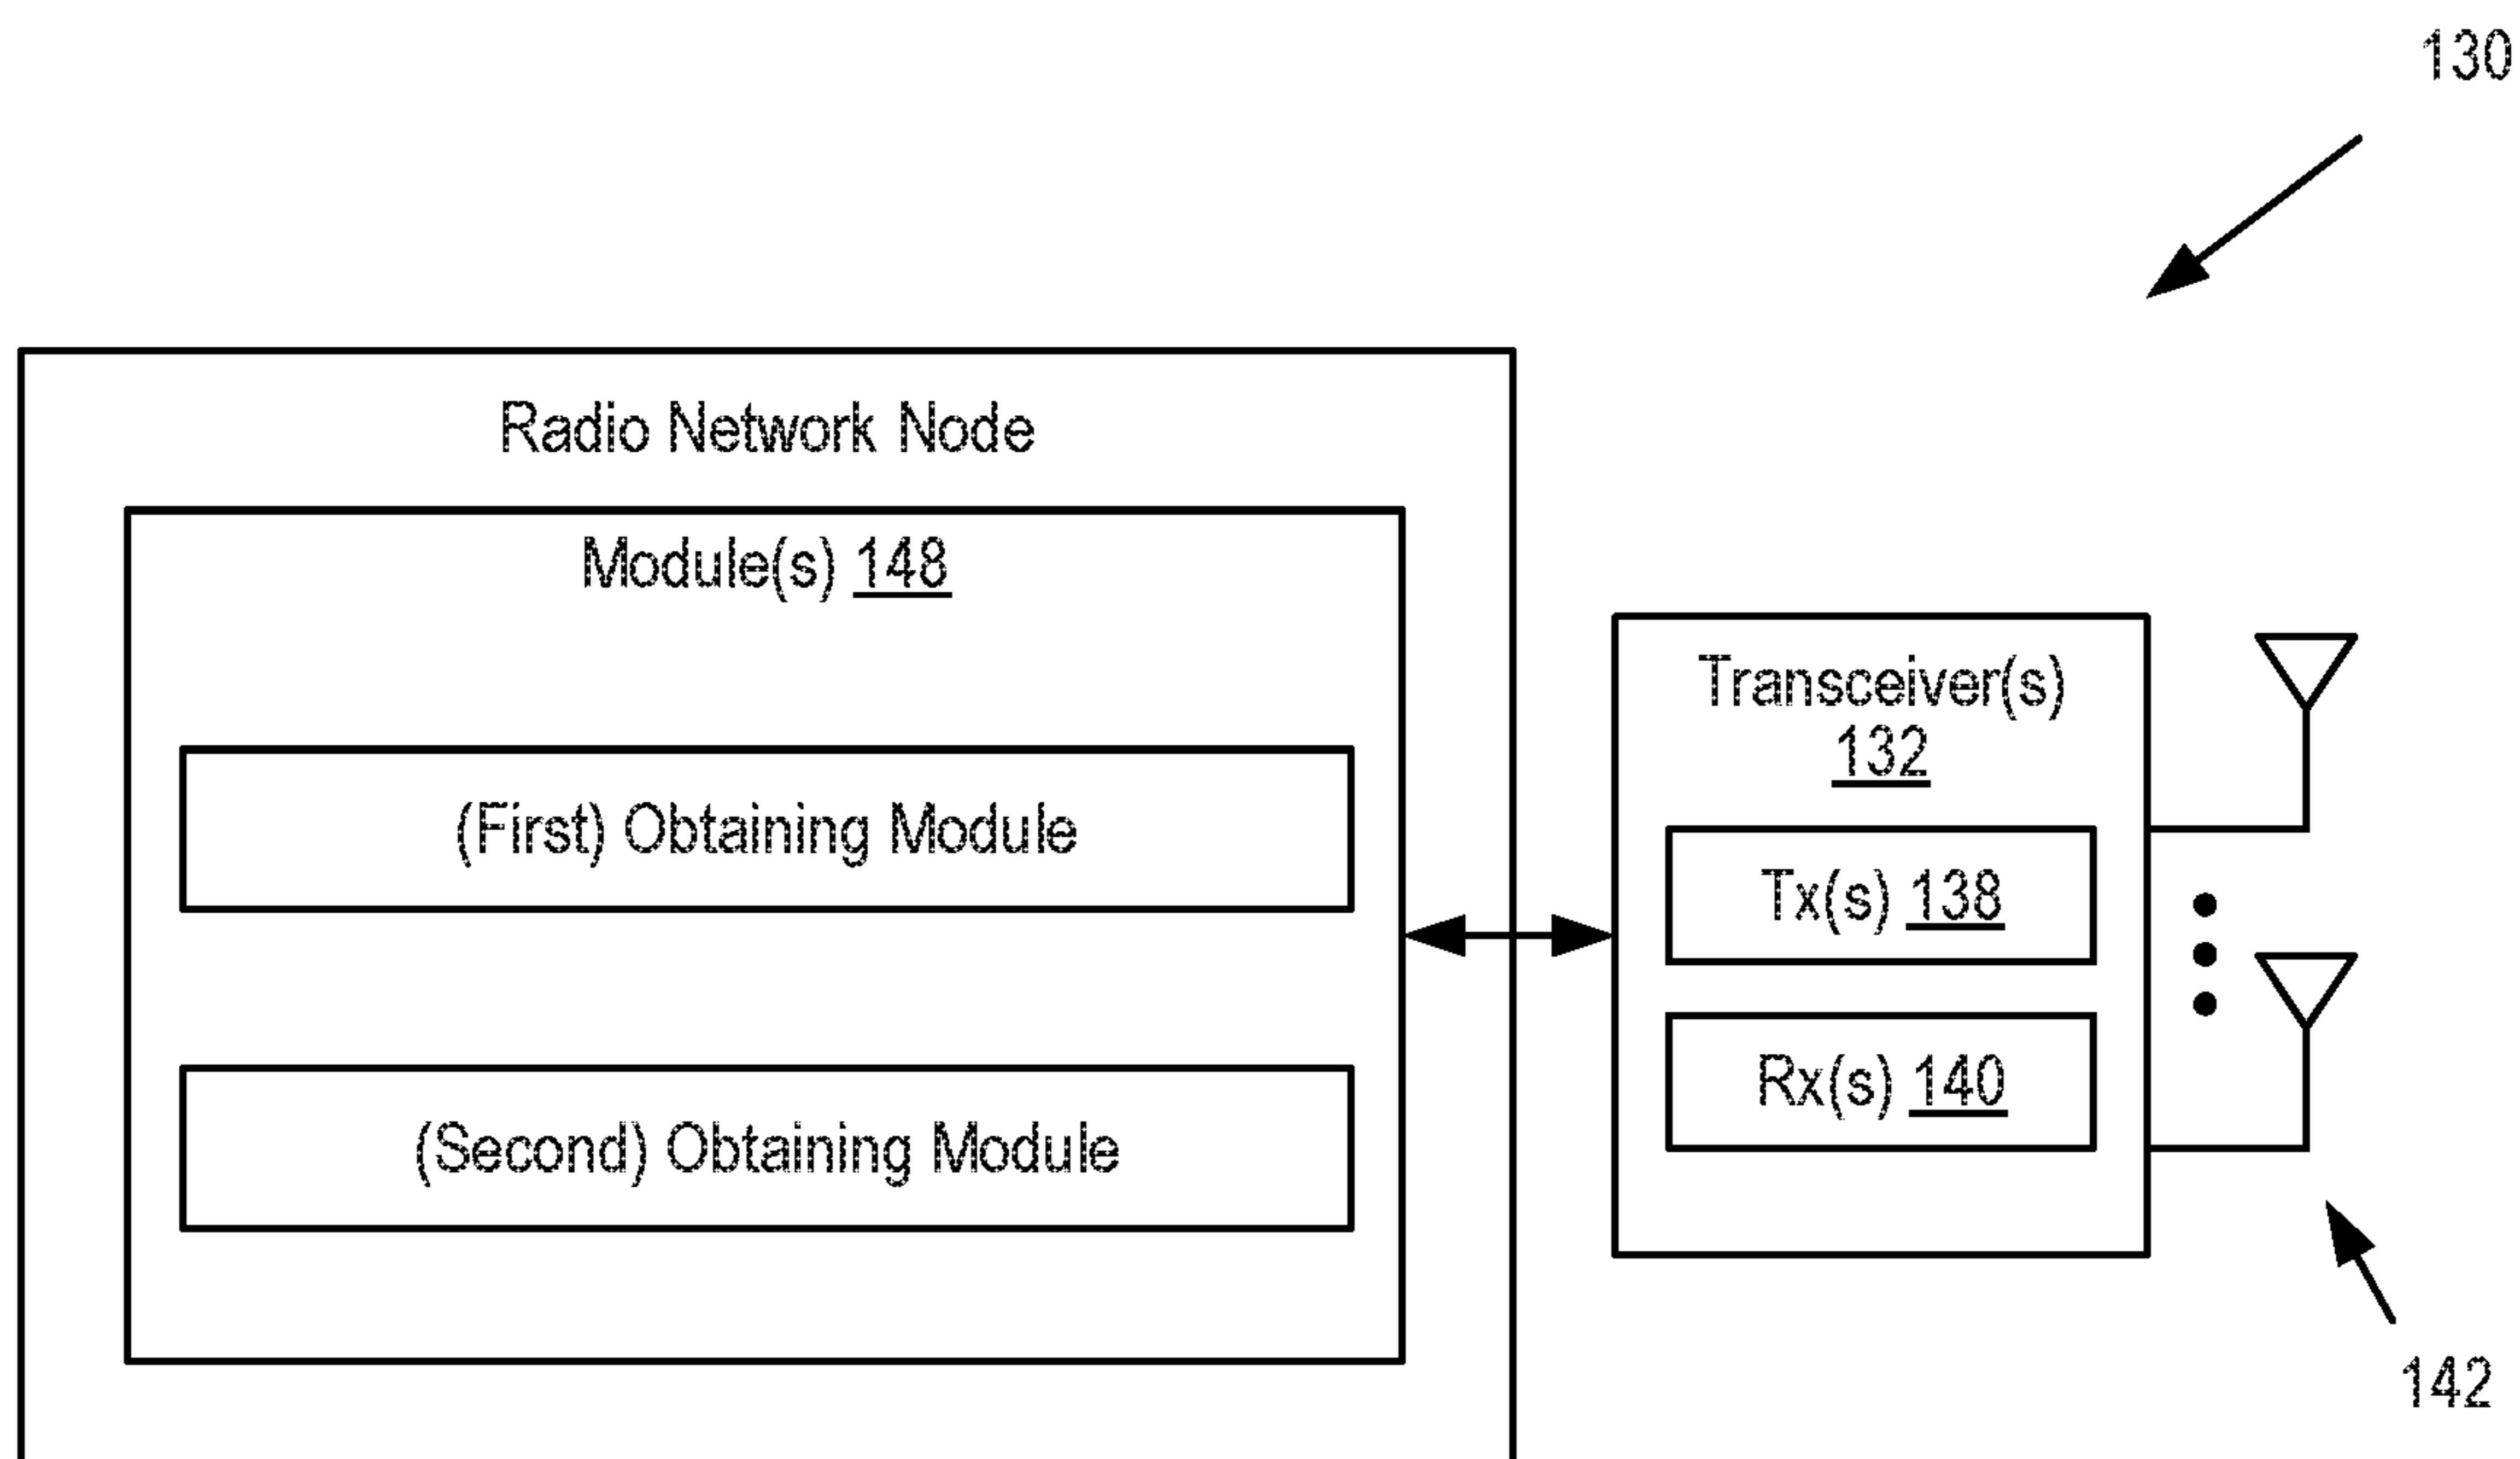 130
Radio Network Node
Module(s) 148
Transceiver(s)
132
(First) Obtaining Module
Tx(s) 138
Rx(s) 140
(Second) Obtaining Module
142